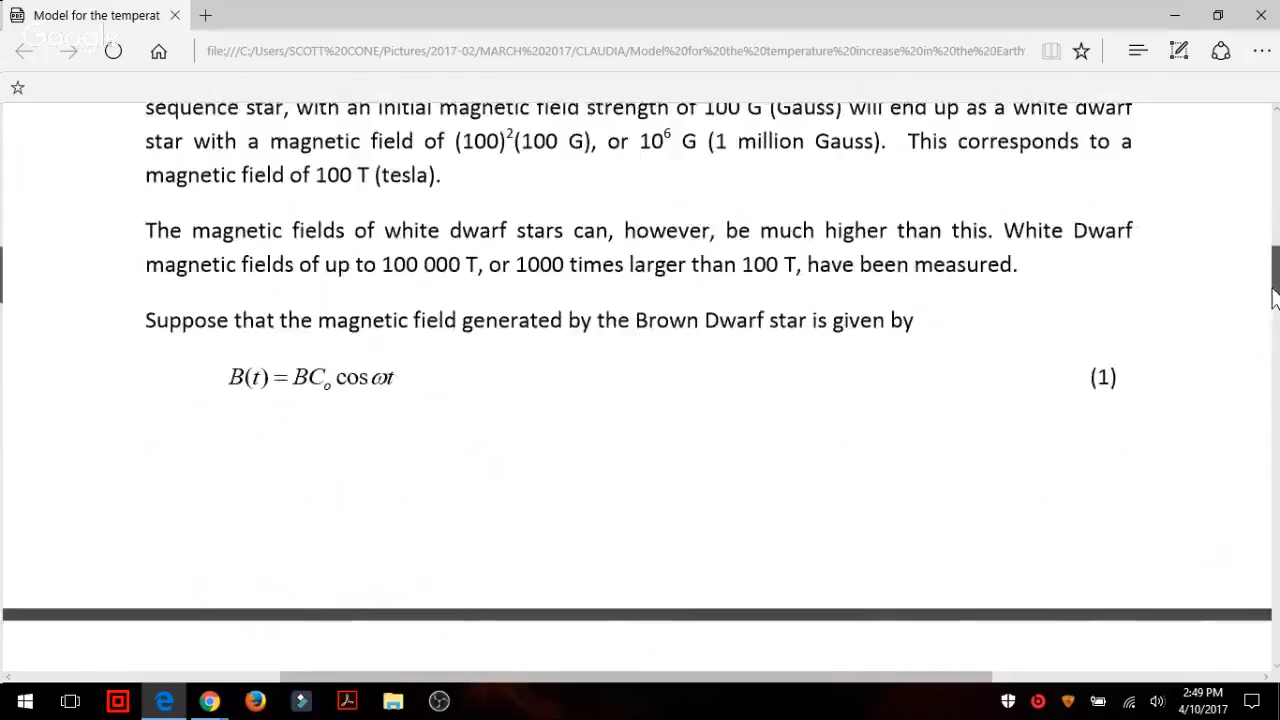 Model for the temperat
Google
file:///C:/Users/SCOTT%20CONE/Pictures/2017-02/MARCH%202017/CLAUDIA/Model%20for%20the%20temperature%20increase%20in%20the%20Earth
sequence star, with an initial magnetic field strength of 100 G (Gauss) will end up as a white dwarf
star with a magnetic field of (100)²(100 G), or 10⁶ G (1 million Gauss). This corresponds to a
magnetic field of 100 T (tesla).
The magnetic fields of white dwarf stars can, however, be much higher than this. White Dwarf
magnetic fields of up to 100 000 T, or 1000 times larger than 100 T, have been measured.
Suppose that the magnetic field generated by the Brown Dwarf star is given by
B(t) = BCₒ cos ωt (1)
2:49 PM
4/10/2017